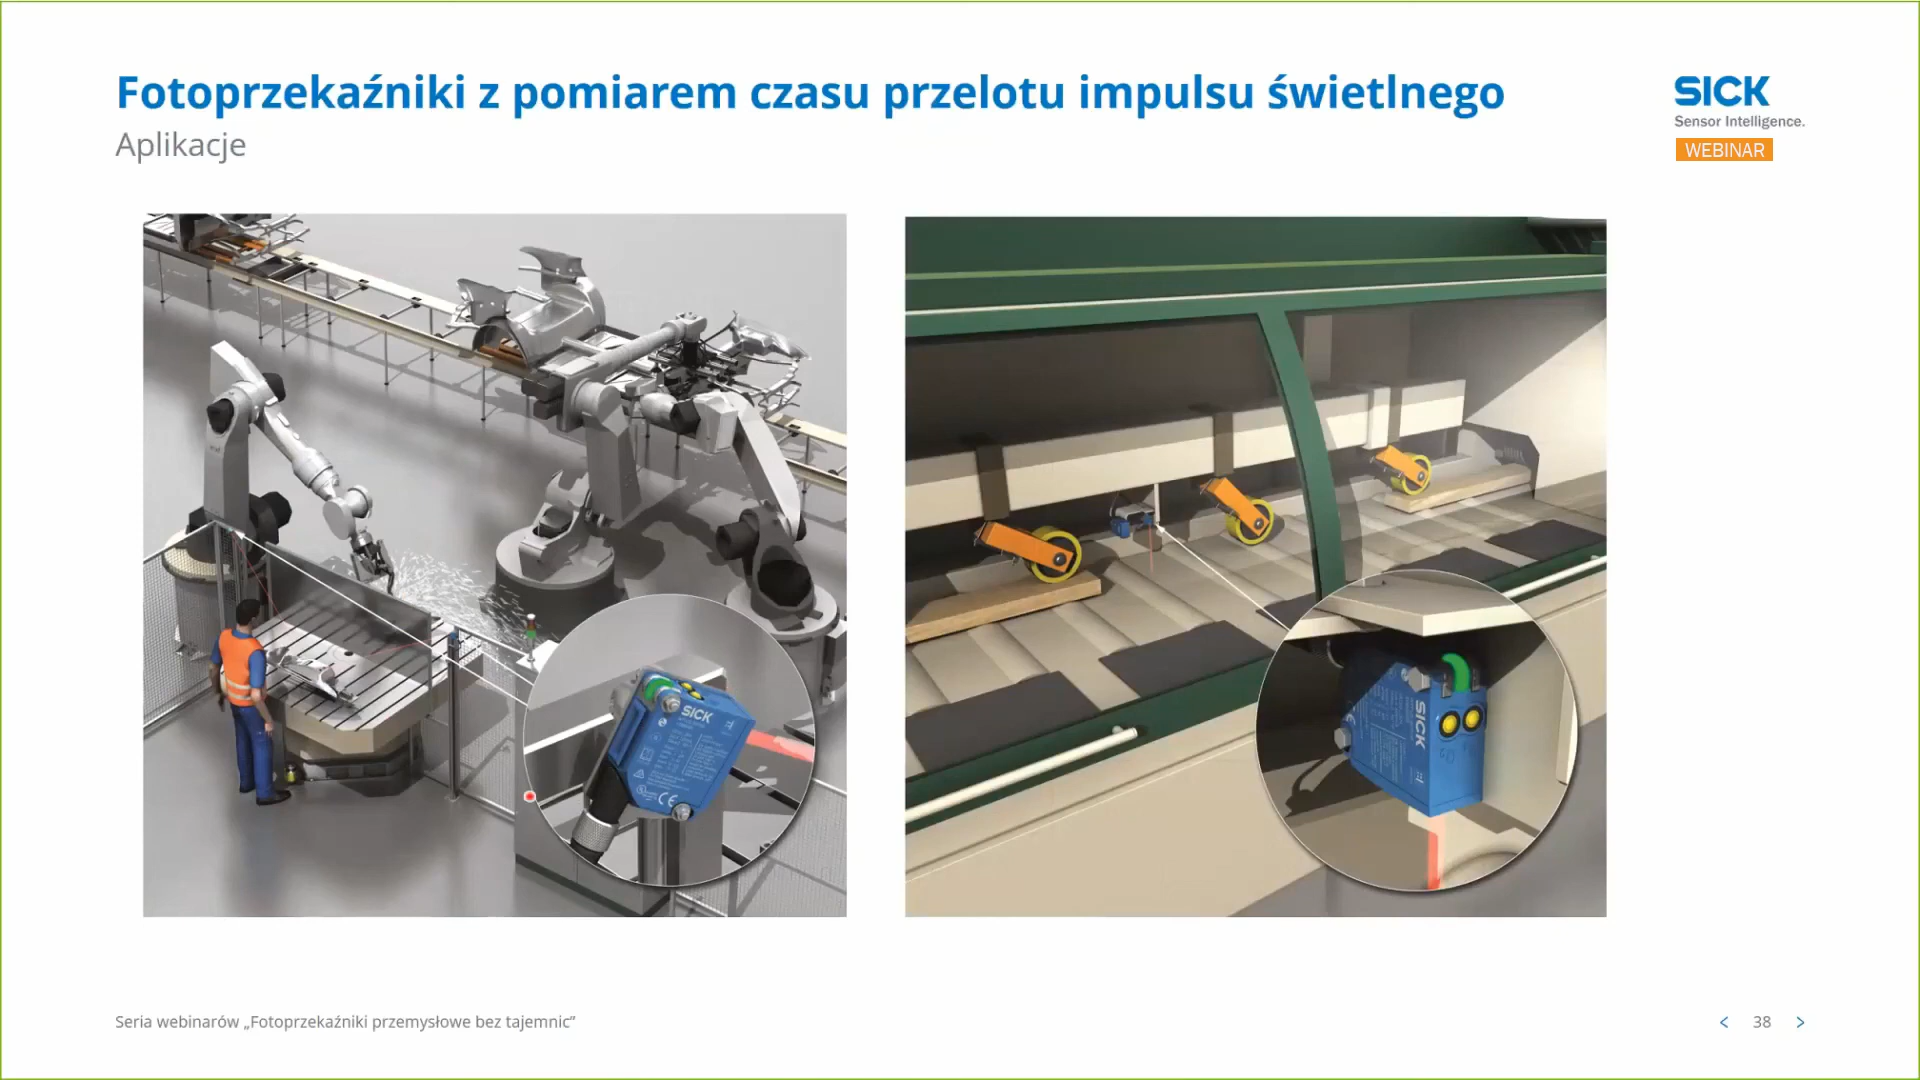 Fotoprzekaźniki z pomiarem czasu przelotu impulsu świetlnego
Aplikacje
SICK
Sensor Intelligence.
WEBINAR
SICK
CE
SICK
Seria webinarów „Fotoprzekaźniki przemysłowe bez tajemnic”
< 38 >